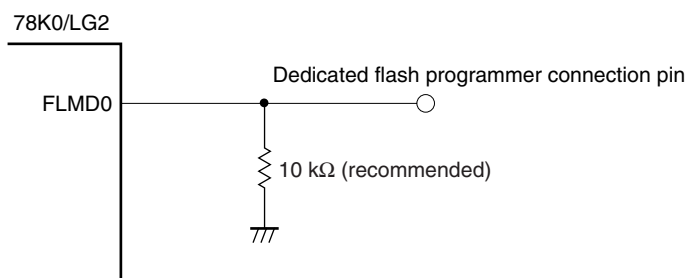 78K0/LG2
Dedicated flash programmer connection pin
FLMD0
10 kΩ (recommended)